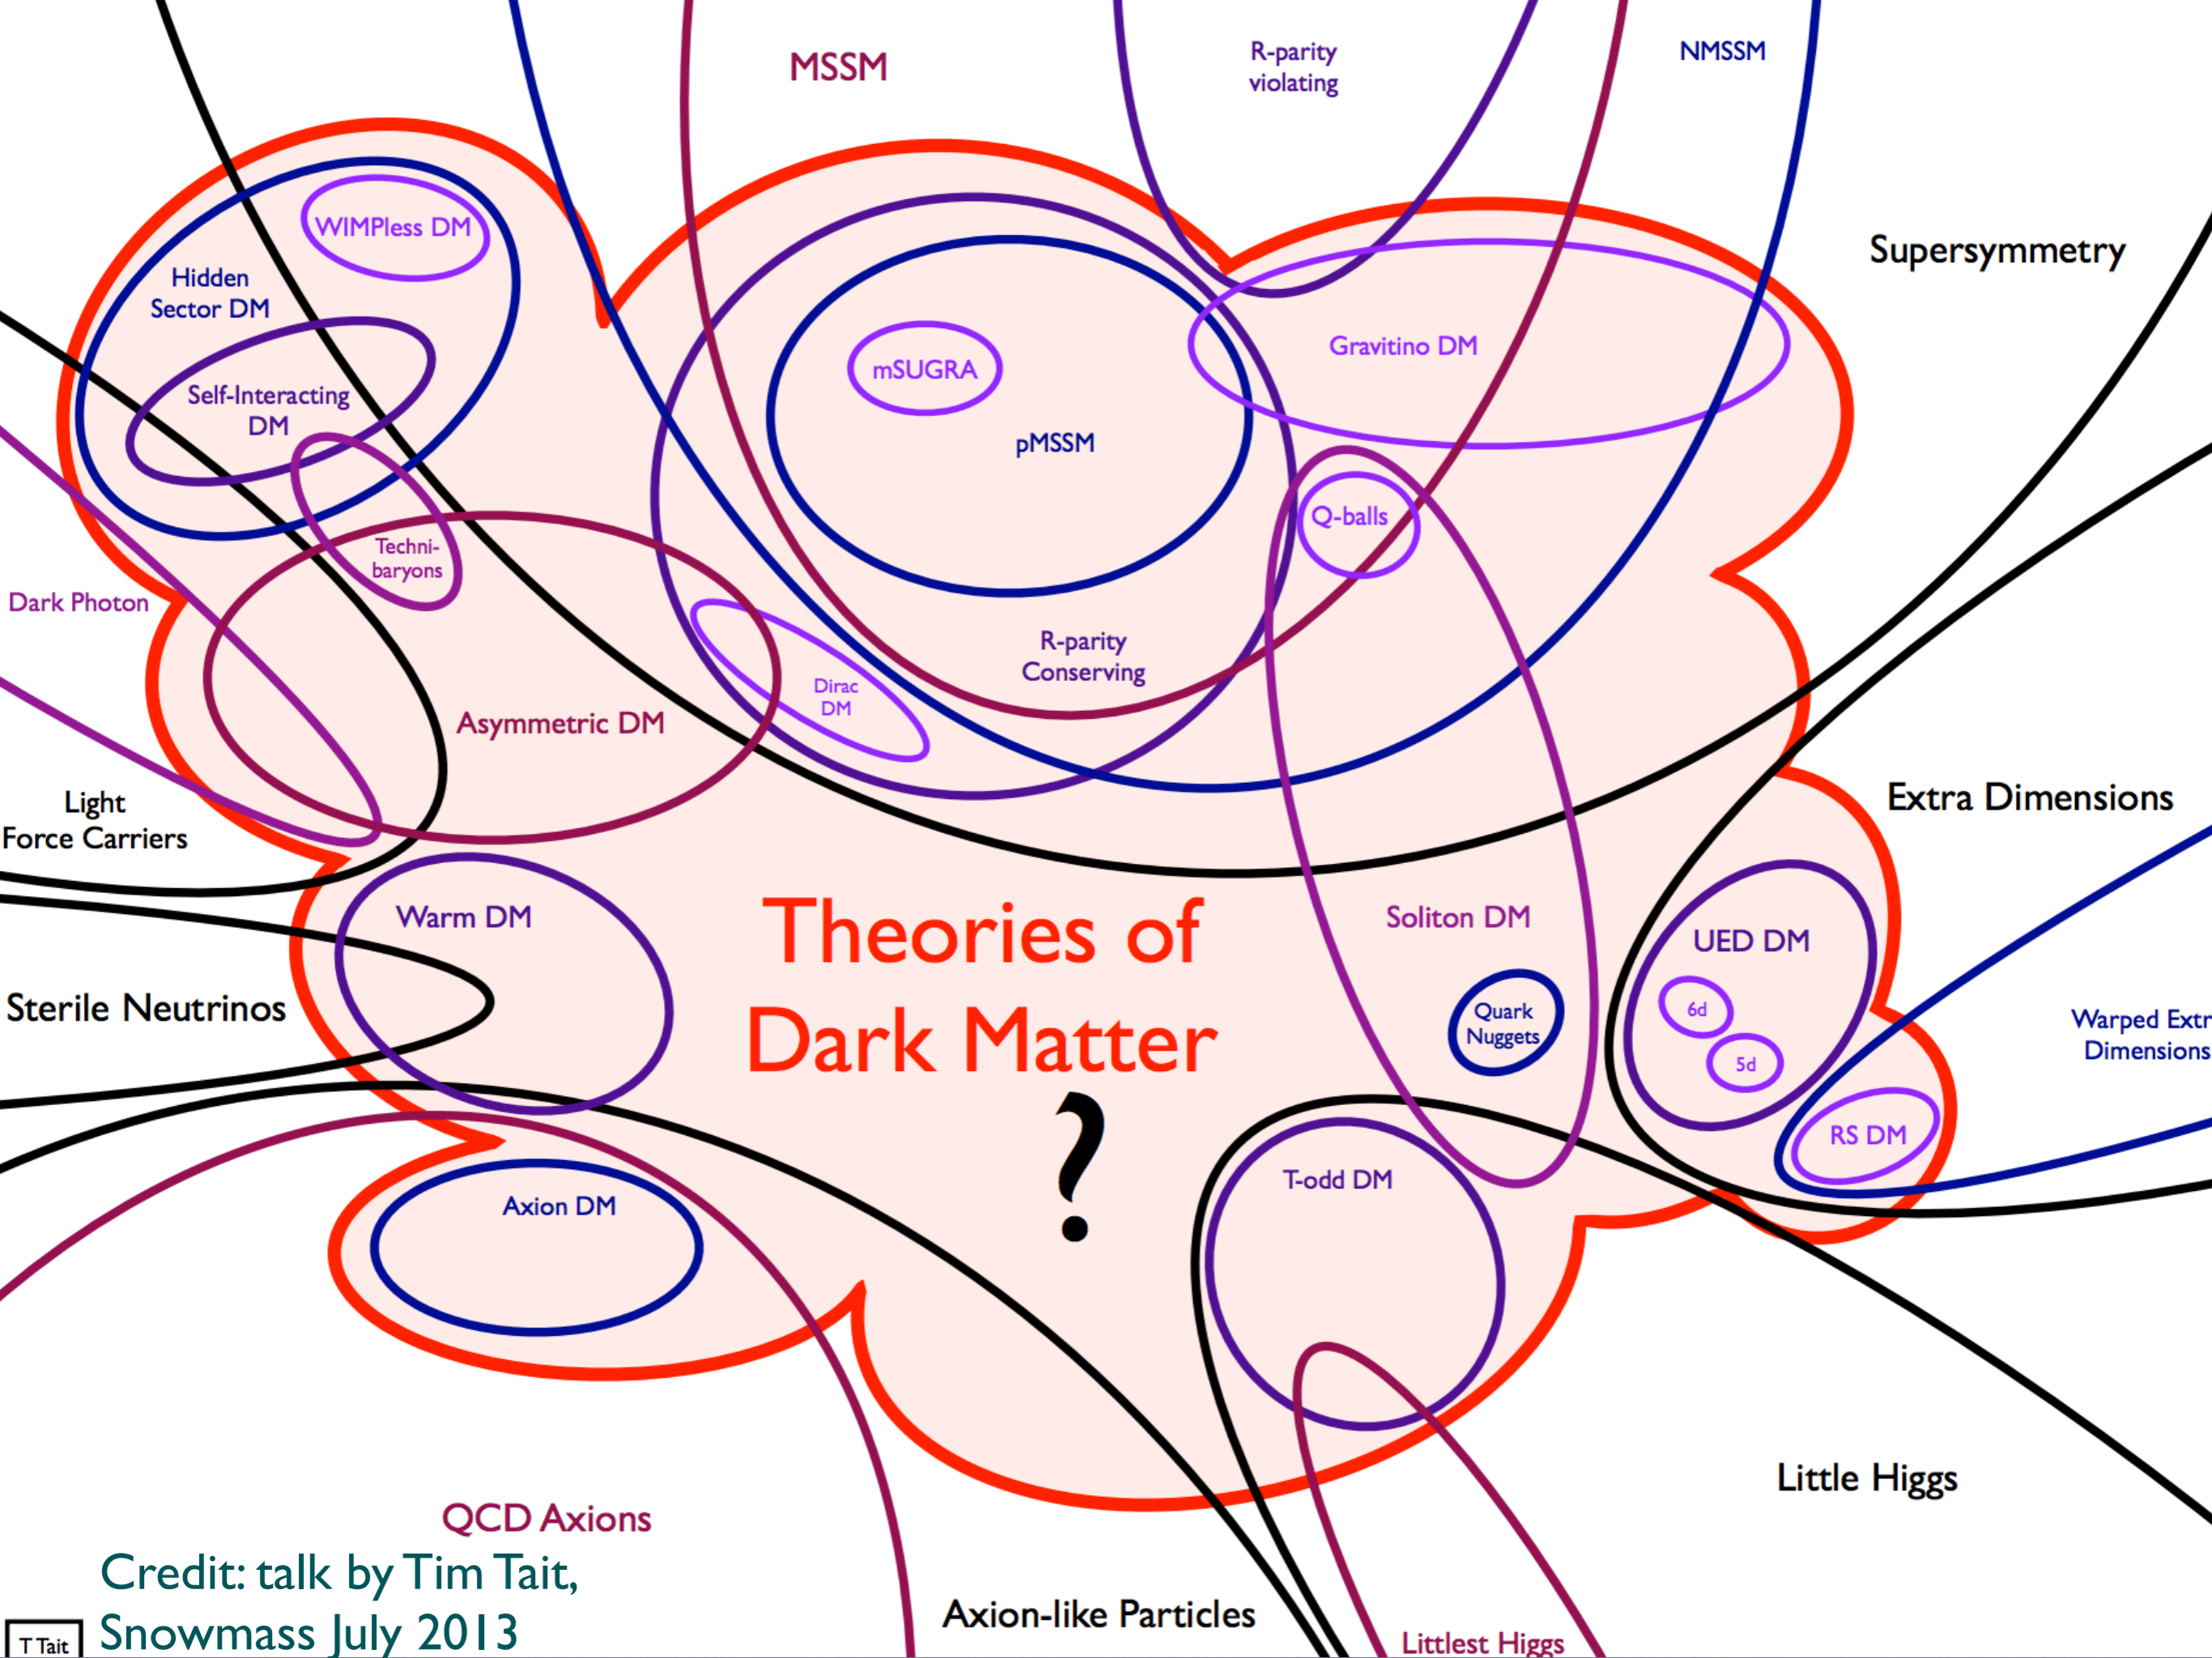 MSSM
R-parity
violating
NMSSM
Supersymmetry
WIMPless DM
Hidden
Sector DM
Self-Interacting
DM
mSUGRA
pMSSM
Gravitino DM
Q-balls
Techni-
baryons
Dark Photon
R-parity
Conserving
Dirac
DM
Asymmetric DM
Light
Force Carriers
Extra Dimensions
Warm DM
Theories of
Dark Matter
?
Soliton DM
UED DM
6d
5d
Quark
Nuggets
Sterile Neutrinos
Warped Extr
Dimensions
RS DM
T-odd DM
Axion DM
Little Higgs
QCD Axions
Credit: talk by Tim Tait,
Snowmass July 2013
T Tait
Axion-like Particles
Littlest Higgs